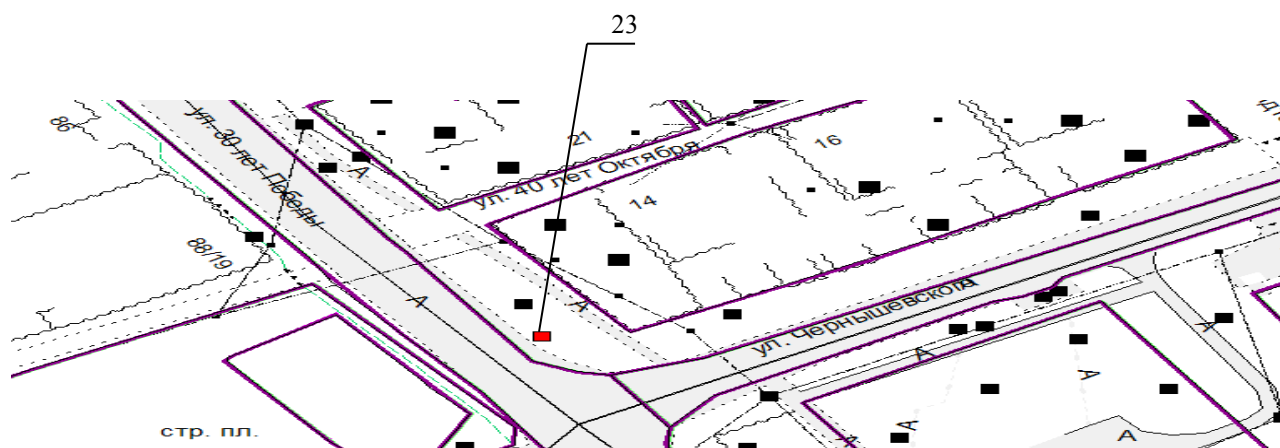 23
86
ул. 30 лет Победы
А
21
ул. 40 лет Октября
16
14
88/19
А
А
ул. Чернышевского
А
А
А
стр. пл.
А
А
А